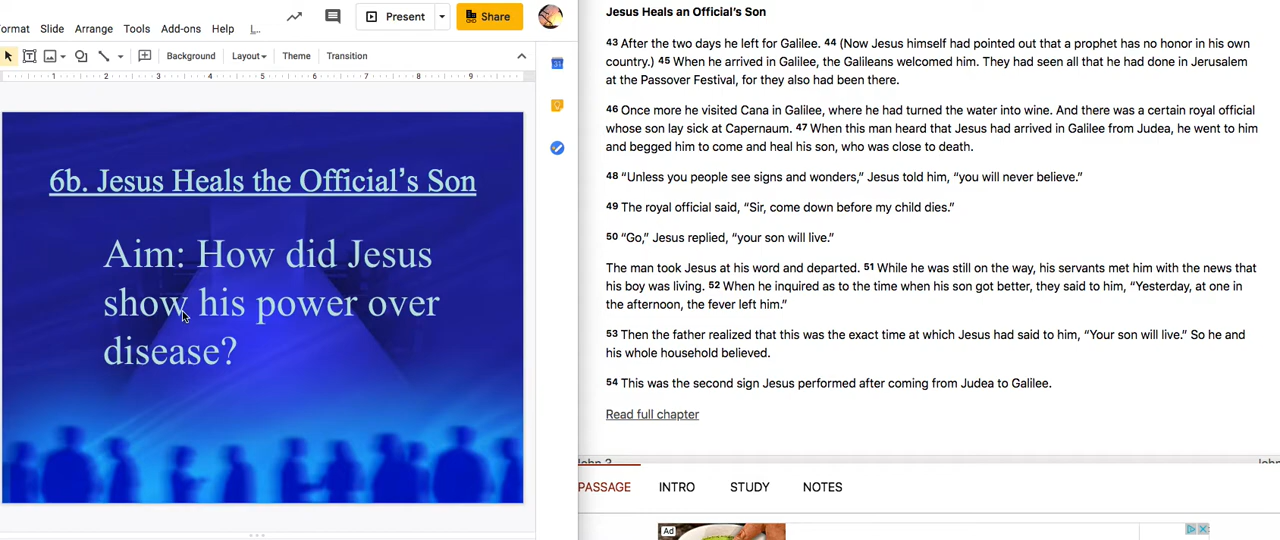 ormat Slide Arrange Tools Add-ons Help
Present
Share
Background Layout Theme Transition
1 2 3 4 5 6 7 8 9
6b. Jesus Heals the Official's Son
Aim: How did Jesus
show his power over
disease?
Jesus Heals an Official's Son
43 After the two days he left for Galilee. 44 (Now Jesus himself had pointed out that a prophet has no honor in his own
country.) 45 When he arrived in Galilee, the Galileans welcomed him. They had seen all that he had done in Jerusalem
at the Passover Festival, for they also had been there.
46 Once more he visited Cana in Galilee, where he had turned the water into wine. And there was a certain royal official
whose son lay sick at Capernaum. 47 When this man heard that Jesus had arrived in Galilee from Judea, he went to him
and begged him to come and heal his son, who was close to death.
48 “Unless you people see signs and wonders,” Jesus told him, “you will never believe.”
49 The royal official said, “Sir, come down before my child dies.”
50 “Go,” Jesus replied, “your son will live.”
The man took Jesus at his word and departed. 51 While he was still on the way, his servants met him with the news that
his boy was living. 52 When he inquired as to the time when his son got better, they said to him, “Yesterday, at one in
the afternoon, the fever left him.”
53 Then the father realized that this was the exact time at which Jesus had said to him, “Your son will live.” So he and
his whole household believed.
54 This was the second sign Jesus performed after coming from Judea to Galilee.
Read full chapter
PASSAGE INTRO STUDY NOTES
Ad